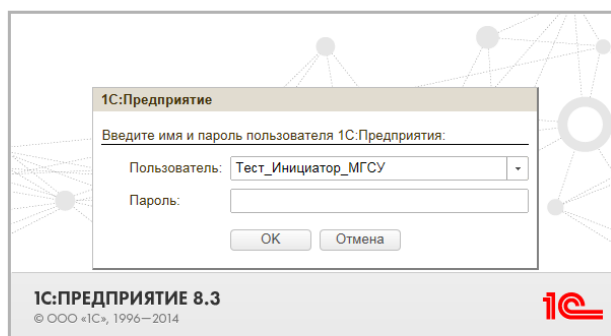 1С:Предприятие
Введите имя и пароль пользователя 1С:Предприятия:
Пользователь: Тест_Инициатор_МГСУ
Пароль:
OK Отмена
1С:ПРЕДПРИЯТИЕ 8.3
© ООО «1С», 1996—2014
1С